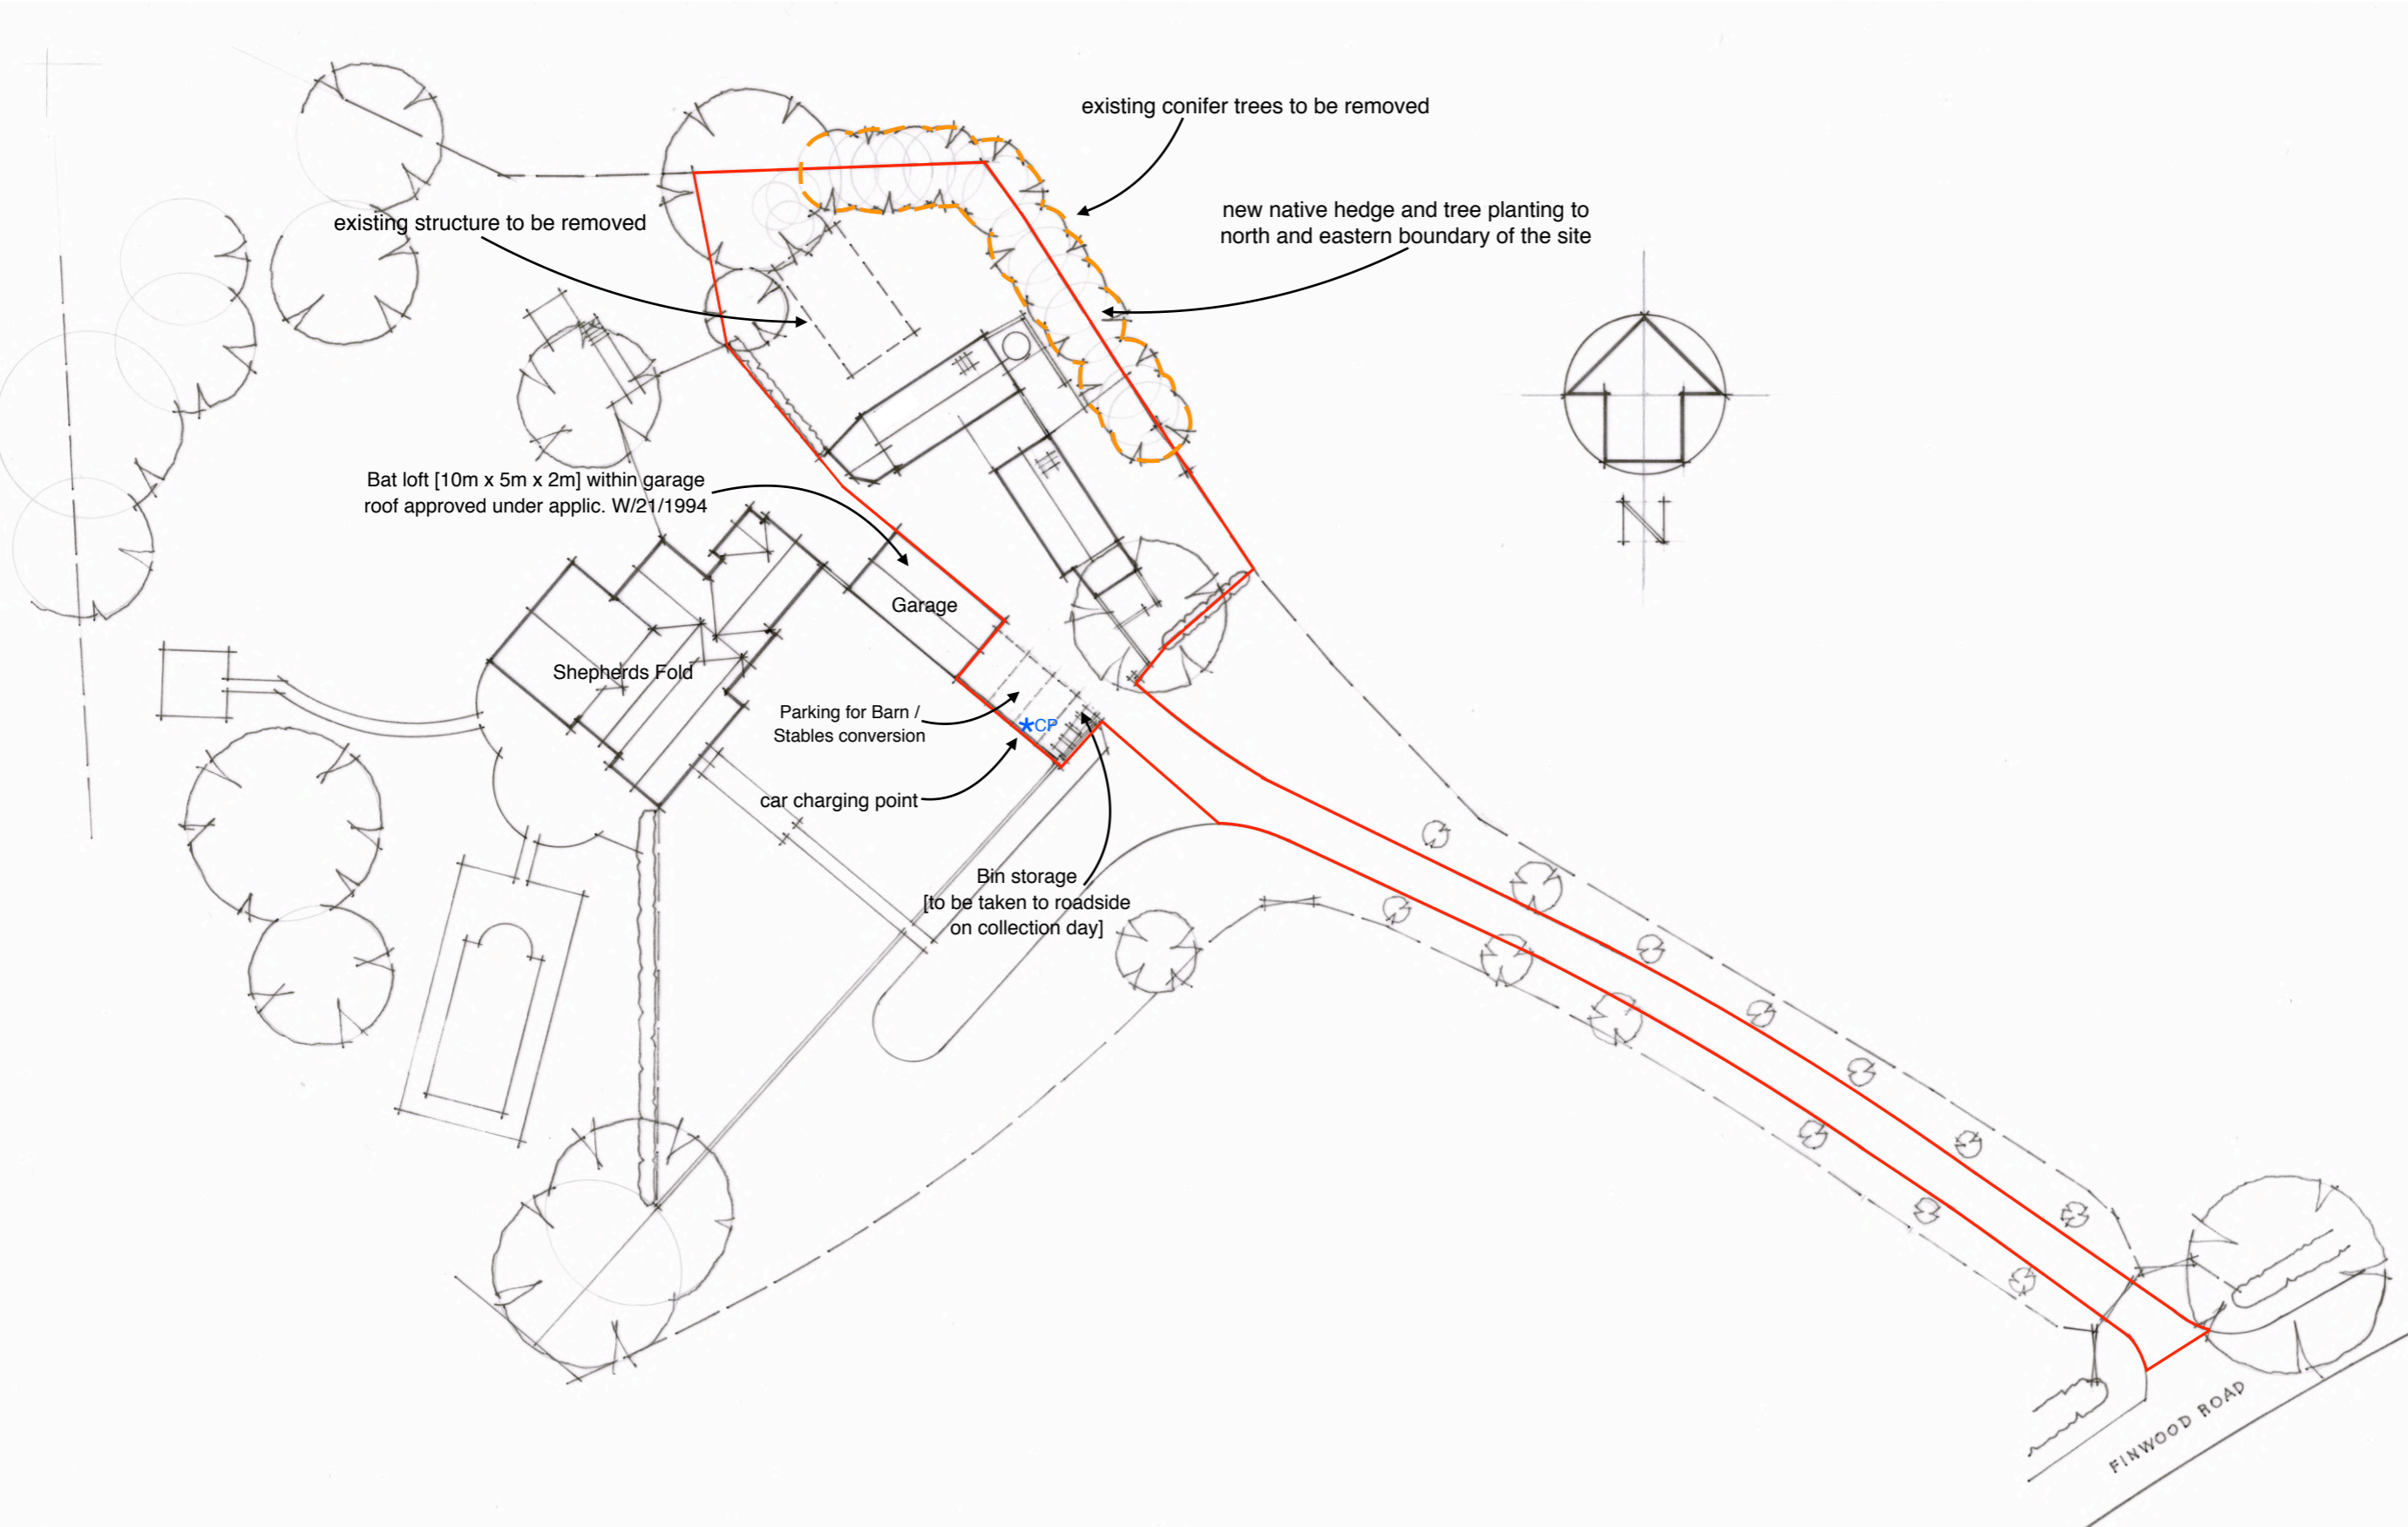 existing conifer trees to be removed
new native hedge and tree planting to
north and eastern boundary of the site
existing structure to be removed
N
Bat loft [10m x 5m x 2m] within garage
roof approved under applic. W/21/1994
Garage
Shepherds Fold
Parking for Barn /
Stables conversion
*CP
car charging point
Bin storage
[to be taken to roadside
on collection day]
FINWOOD ROAD